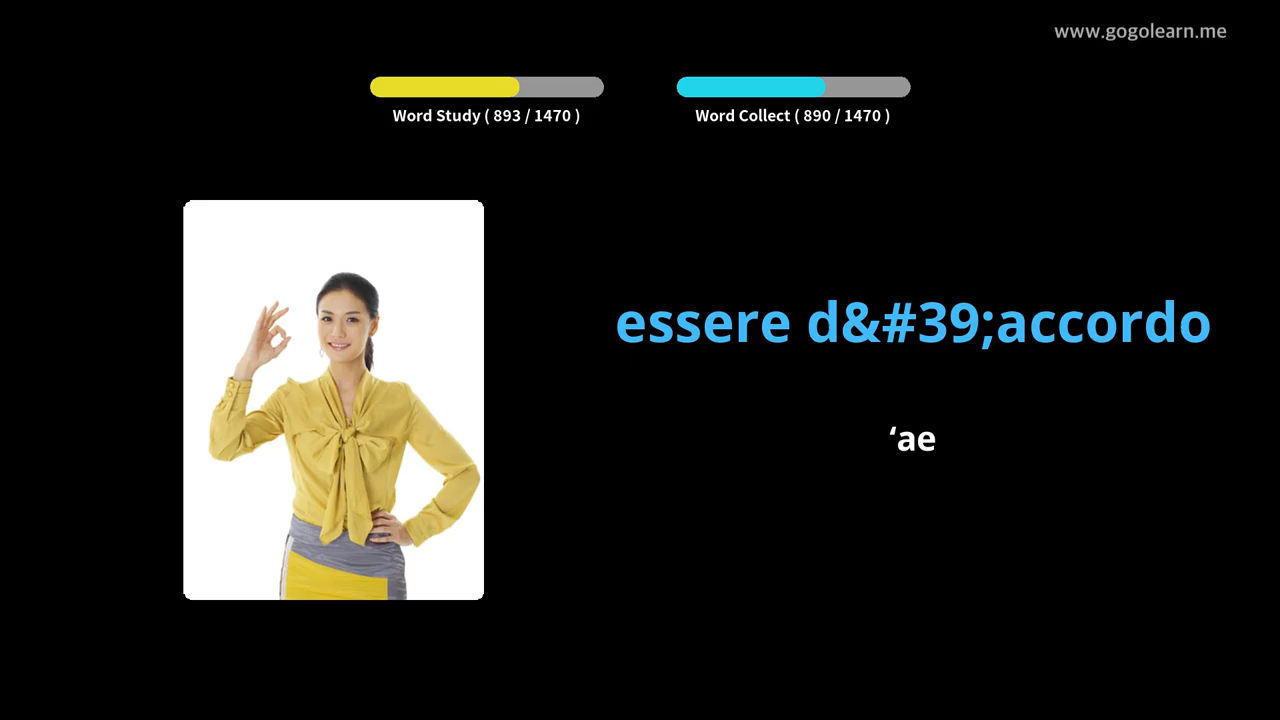 www.gogolearn.me
Word Study ( 893 / 1470 )
Word Collect ( 890 / 1470 )
essere d&#39;accordo
‘ae